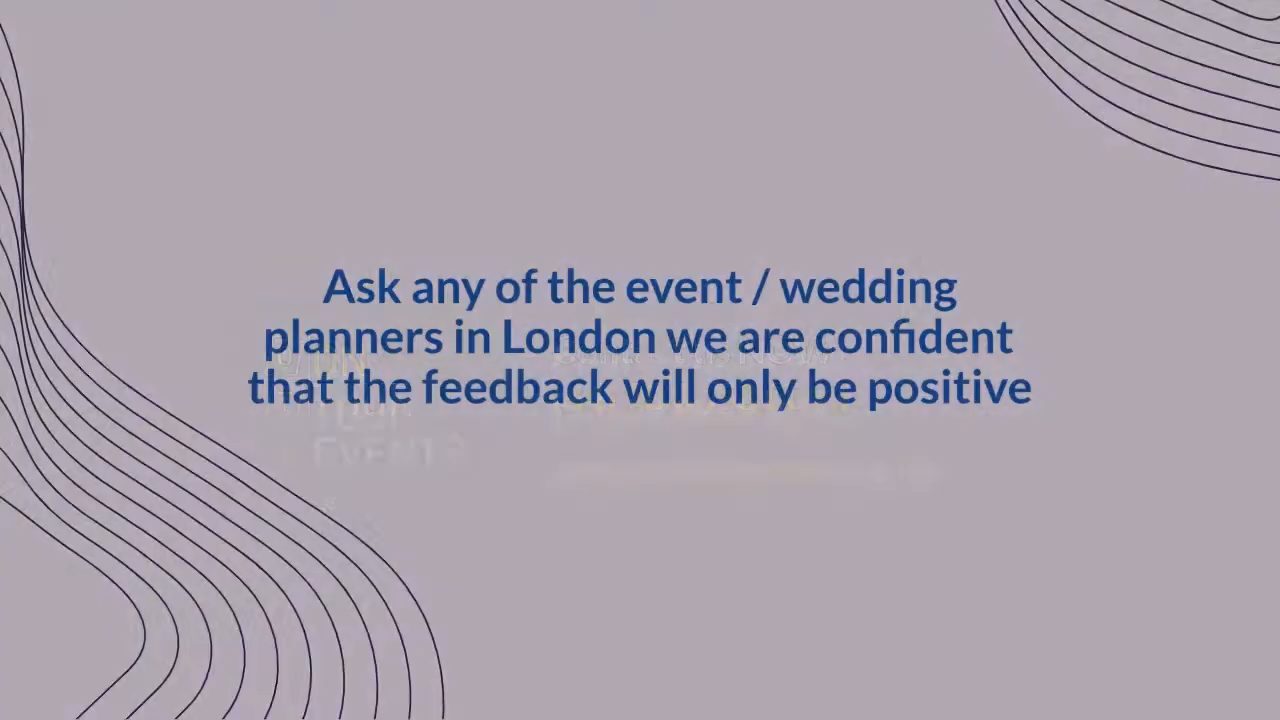 Ask any of the event / wedding
planners in London we are confident
that the feedback will only be positive
EVENT?